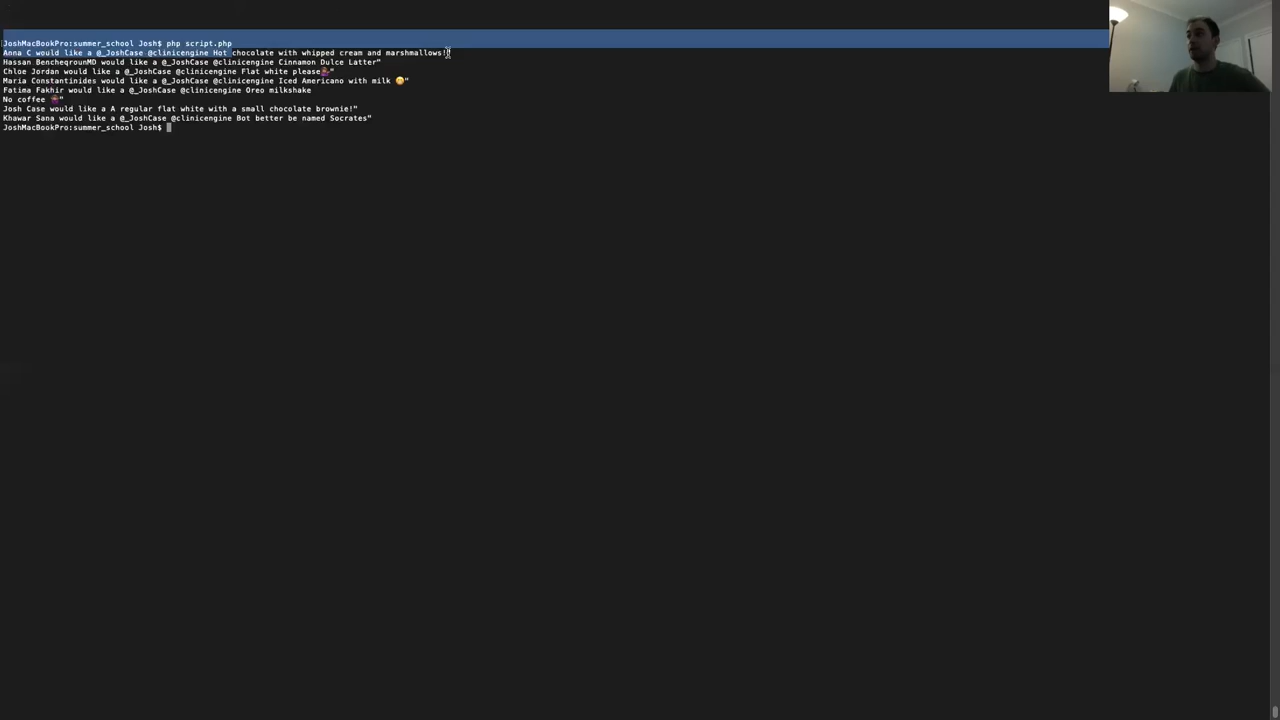 JoshMacBookPro:summer_school Josh$ php script.php
Anna C would like a @_JoshCase @clinicengine Hot chocolate with whipped cream and marshmallows!"
Hassan BencheqrounMD would like a @_JoshCase @clinicengine Cinnamon Dulce Latter"
Chloe Jordan would like a @_JoshCase @clinicengine Flat white please🤷🏾‍♀️"
Maria Constantinides would like a @_JoshCase @clinicengine Iced Americano with milk 😋"
Fatima Fakhir would like a @_JoshCase @clinicengine Oreo milkshake
No coffee 🙅🏽‍♀️"
Josh Case would like a A regular flat white with a small chocolate brownie!"
Khawar Sana would like a @_JoshCase @clinicengine Bot better be named Socrates"
JoshMacBookPro:summer_school Josh$